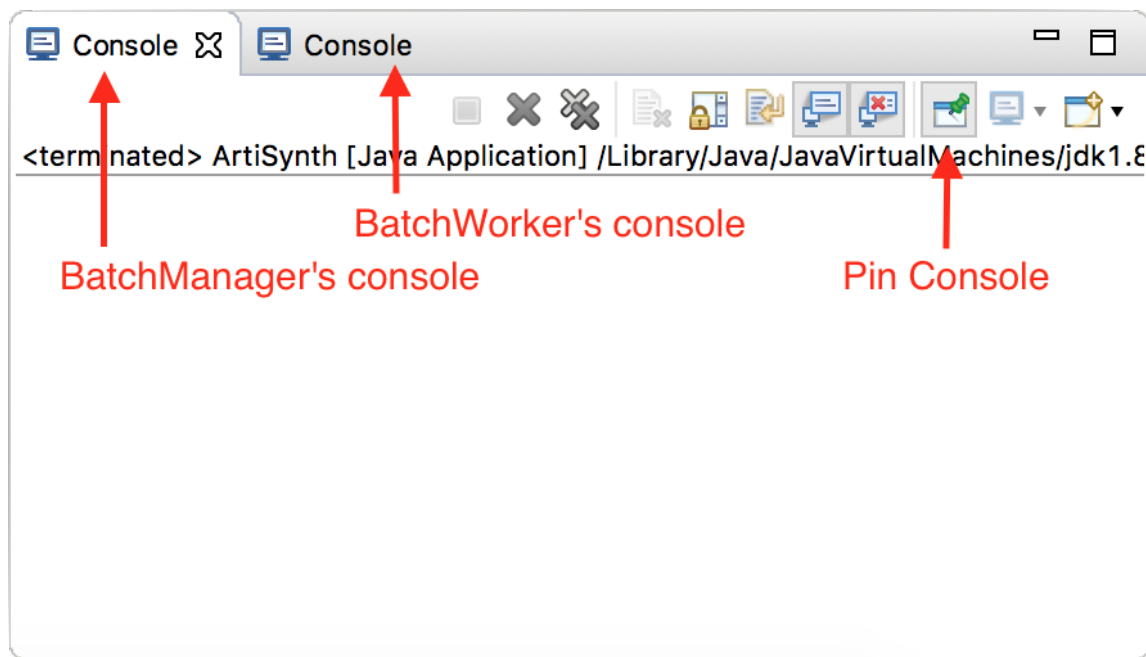 Console Console
<terminated> ArtiSynth [Java Application] /Library/Java/JavaVirtualMachines/jdk1.8
BatchWorker's console
BatchManager's console Pin Console